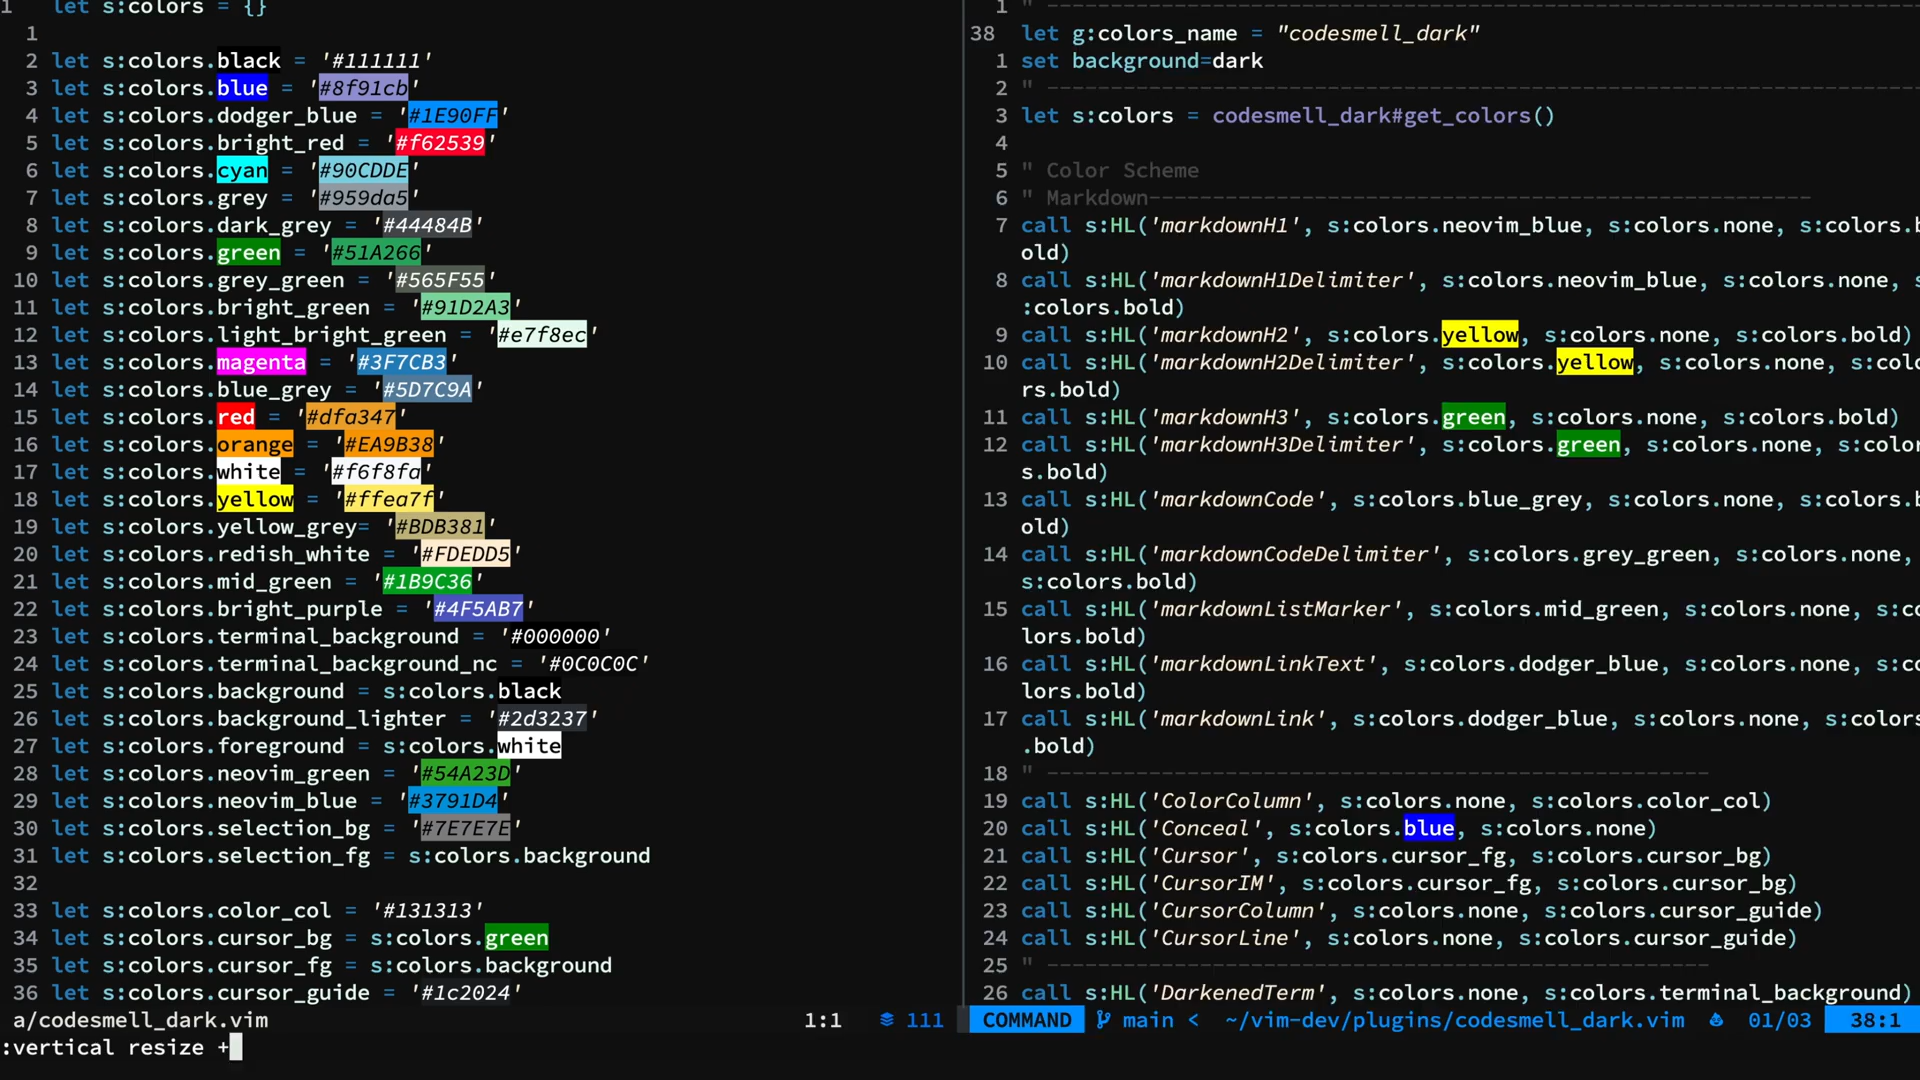 1 let s:colors = {}
1
2 let s:colors.black = '#111111'
3 let s:colors.blue = '#8f91cb'
4 let s:colors.dodger_blue = '#1E90FF'
5 let s:colors.bright_red = '#f62539'
6 let s:colors.cyan = '#90CDDE'
7 let s:colors.grey = '#959da5'
8 let s:colors.dark_grey = '#44484B'
9 let s:colors.green = '#51A266'
10 let s:colors.grey_green = '#565F55'
11 let s:colors.bright_green = '#91D2A3'
12 let s:colors.light_bright_green = '#e7f8ec'
13 let s:colors.magenta = '#3F7CB3'
14 let s:colors.blue_grey = '#5D7C9A'
15 let s:colors.red = '#dfa347'
16 let s:colors.orange = '#EA9B38'
17 let s:colors.white = '#f6f8fa'
18 let s:colors.yellow = '#ffea7f'
19 let s:colors.yellow_grey= '#BDB381'
20 let s:colors.redish_white = '#FDEDD5'
21 let s:colors.mid_green = '#1B9C36'
22 let s:colors.bright_purple = '#4F5AB7'
23 let s:colors.terminal_background = '#000000'
24 let s:colors.terminal_background_nc = '#0C0C0C'
25 let s:colors.background = s:colors.black
26 let s:colors.background_lighter = '#2d3237'
27 let s:colors.foreground = s:colors.white
28 let s:colors.neovim_green = '#54A23D'
29 let s:colors.neovim_blue = '#3791D4'
30 let s:colors.selection_bg = '#7E7E7E'
31 let s:colors.selection_fg = s:colors.background
32
33 let s:colors.color_col = '#131313'
34 let s:colors.cursor_bg = s:colors.green
35 let s:colors.cursor_fg = s:colors.background
36 let s:colors.cursor_guide = '#1c2024'
a/codesmell_dark.vim 1:1 111
1 " ----------------------------------------------------
38 let g:colors_name = "codesmell_dark"
1 set background=dark
2 " ----------------------------------------------------
3 let s:colors = codesmell_dark#get_colors()
4
5 " Color Scheme
6 " Markdown----------------------------------------------------
7 call s:HL('markdownH1', s:colors.neovim_blue, s:colors.none, s:colors.b
old)
8 call s:HL('markdownH1Delimiter', s:colors.neovim_blue, s:colors.none, s
:colors.bold)
9 call s:HL('markdownH2', s:colors.yellow, s:colors.none, s:colors.bold)
10 call s:HL('markdownH2Delimiter', s:colors.yellow, s:colors.none, s:colo
rs.bold)
11 call s:HL('markdownH3', s:colors.green, s:colors.none, s:colors.bold)
12 call s:HL('markdownH3Delimiter', s:colors.green, s:colors.none, s:color
s.bold)
13 call s:HL('markdownCode', s:colors.blue_grey, s:colors.none, s:colors.b
old)
14 call s:HL('markdownCodeDelimiter', s:colors.grey_green, s:colors.none,
s:colors.bold)
15 call s:HL('markdownListMarker', s:colors.mid_green, s:colors.none, s:co
lors.bold)
16 call s:HL('markdownLinkText', s:colors.dodger_blue, s:colors.none, s:co
lors.bold)
17 call s:HL('markdownLink', s:colors.dodger_blue, s:colors.none, s:colors
.bold)
18 " ----------------------------------------------------
19 call s:HL('ColorColumn', s:colors.none, s:colors.color_col)
20 call s:HL('Conceal', s:colors.blue, s:colors.none)
21 call s:HL('Cursor', s:colors.cursor_fg, s:colors.cursor_bg)
22 call s:HL('CursorIM', s:colors.cursor_fg, s:colors.cursor_bg)
23 call s:HL('CursorColumn', s:colors.none, s:colors.cursor_guide)
24 call s:HL('CursorLine', s:colors.none, s:colors.cursor_guide)
25 " ----------------------------------------------------
26 call s:HL('DarkenedTerm', s:colors.none, s:colors.terminal_background)
COMMAND main < ~/vim-dev/plugins/codesmell_dark.vim 01/03 38:1
:vertical resize +